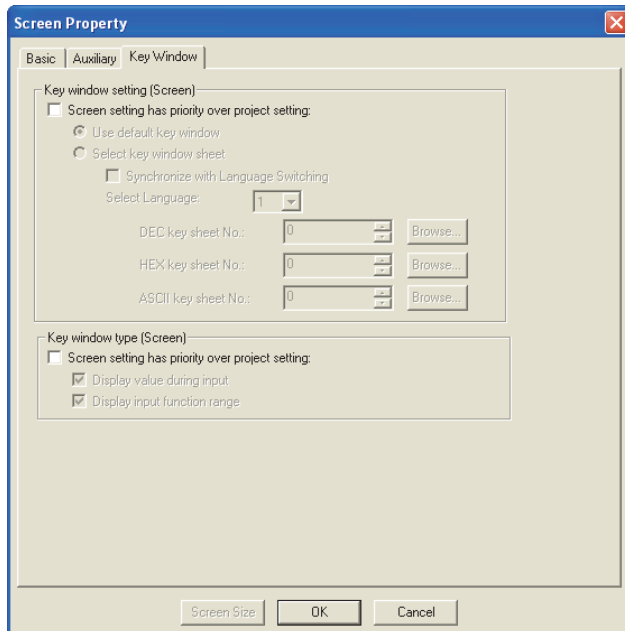 Screen Property
Basic Auxiliary Key Window
Key window setting (Screen)
Screen setting has priority over project setting:
Use default key window
Select key window sheet
Synchronize with Language Switching
Select Language: 1
DEC key sheet No.: 0 Browse...
HEX key sheet No.: 0 Browse...
ASCII key sheet No.: 0 Browse...
Key window type (Screen)
Screen setting has priority over project setting:
Display value during input
Display input function range
Screen Size OK Cancel